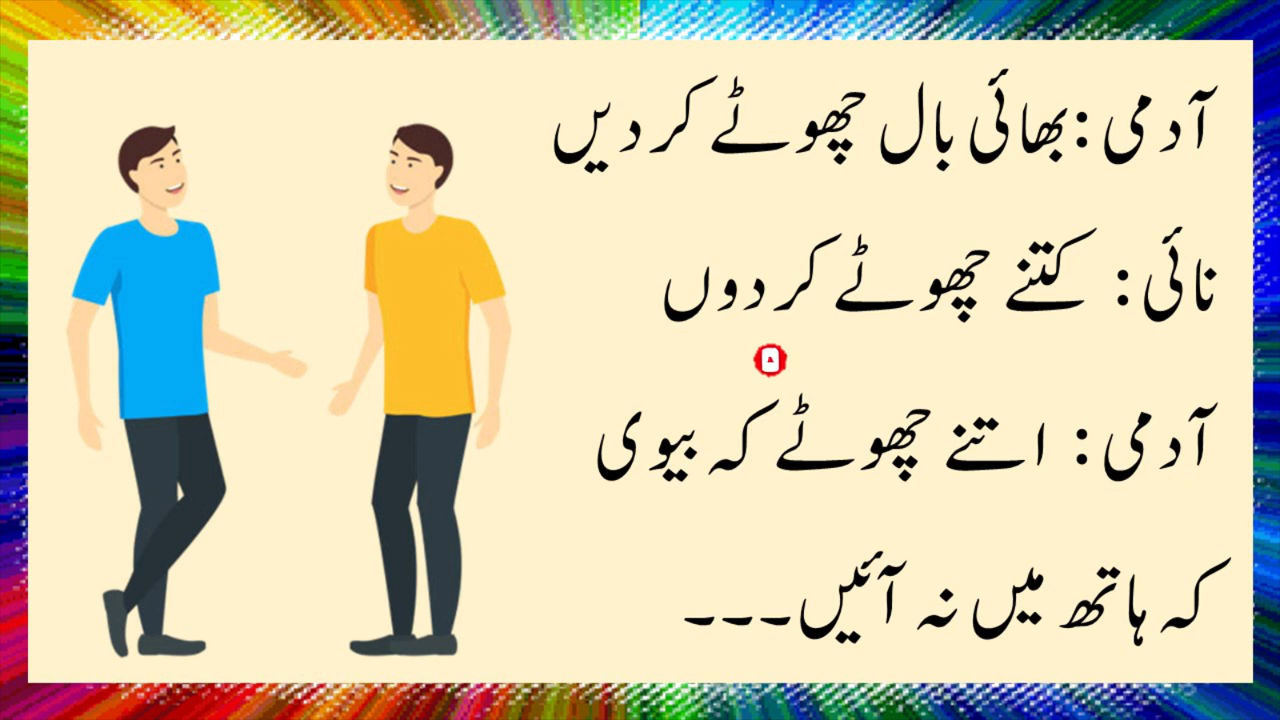 آدمی :بھائی بال چھوٹے کر دیں
نائی : کتنے چھوٹے کر دوں
آدمی : اتنے چھوٹے کہ بیوی
کہ ہاتھ میں نہ آئیں۔۔۔